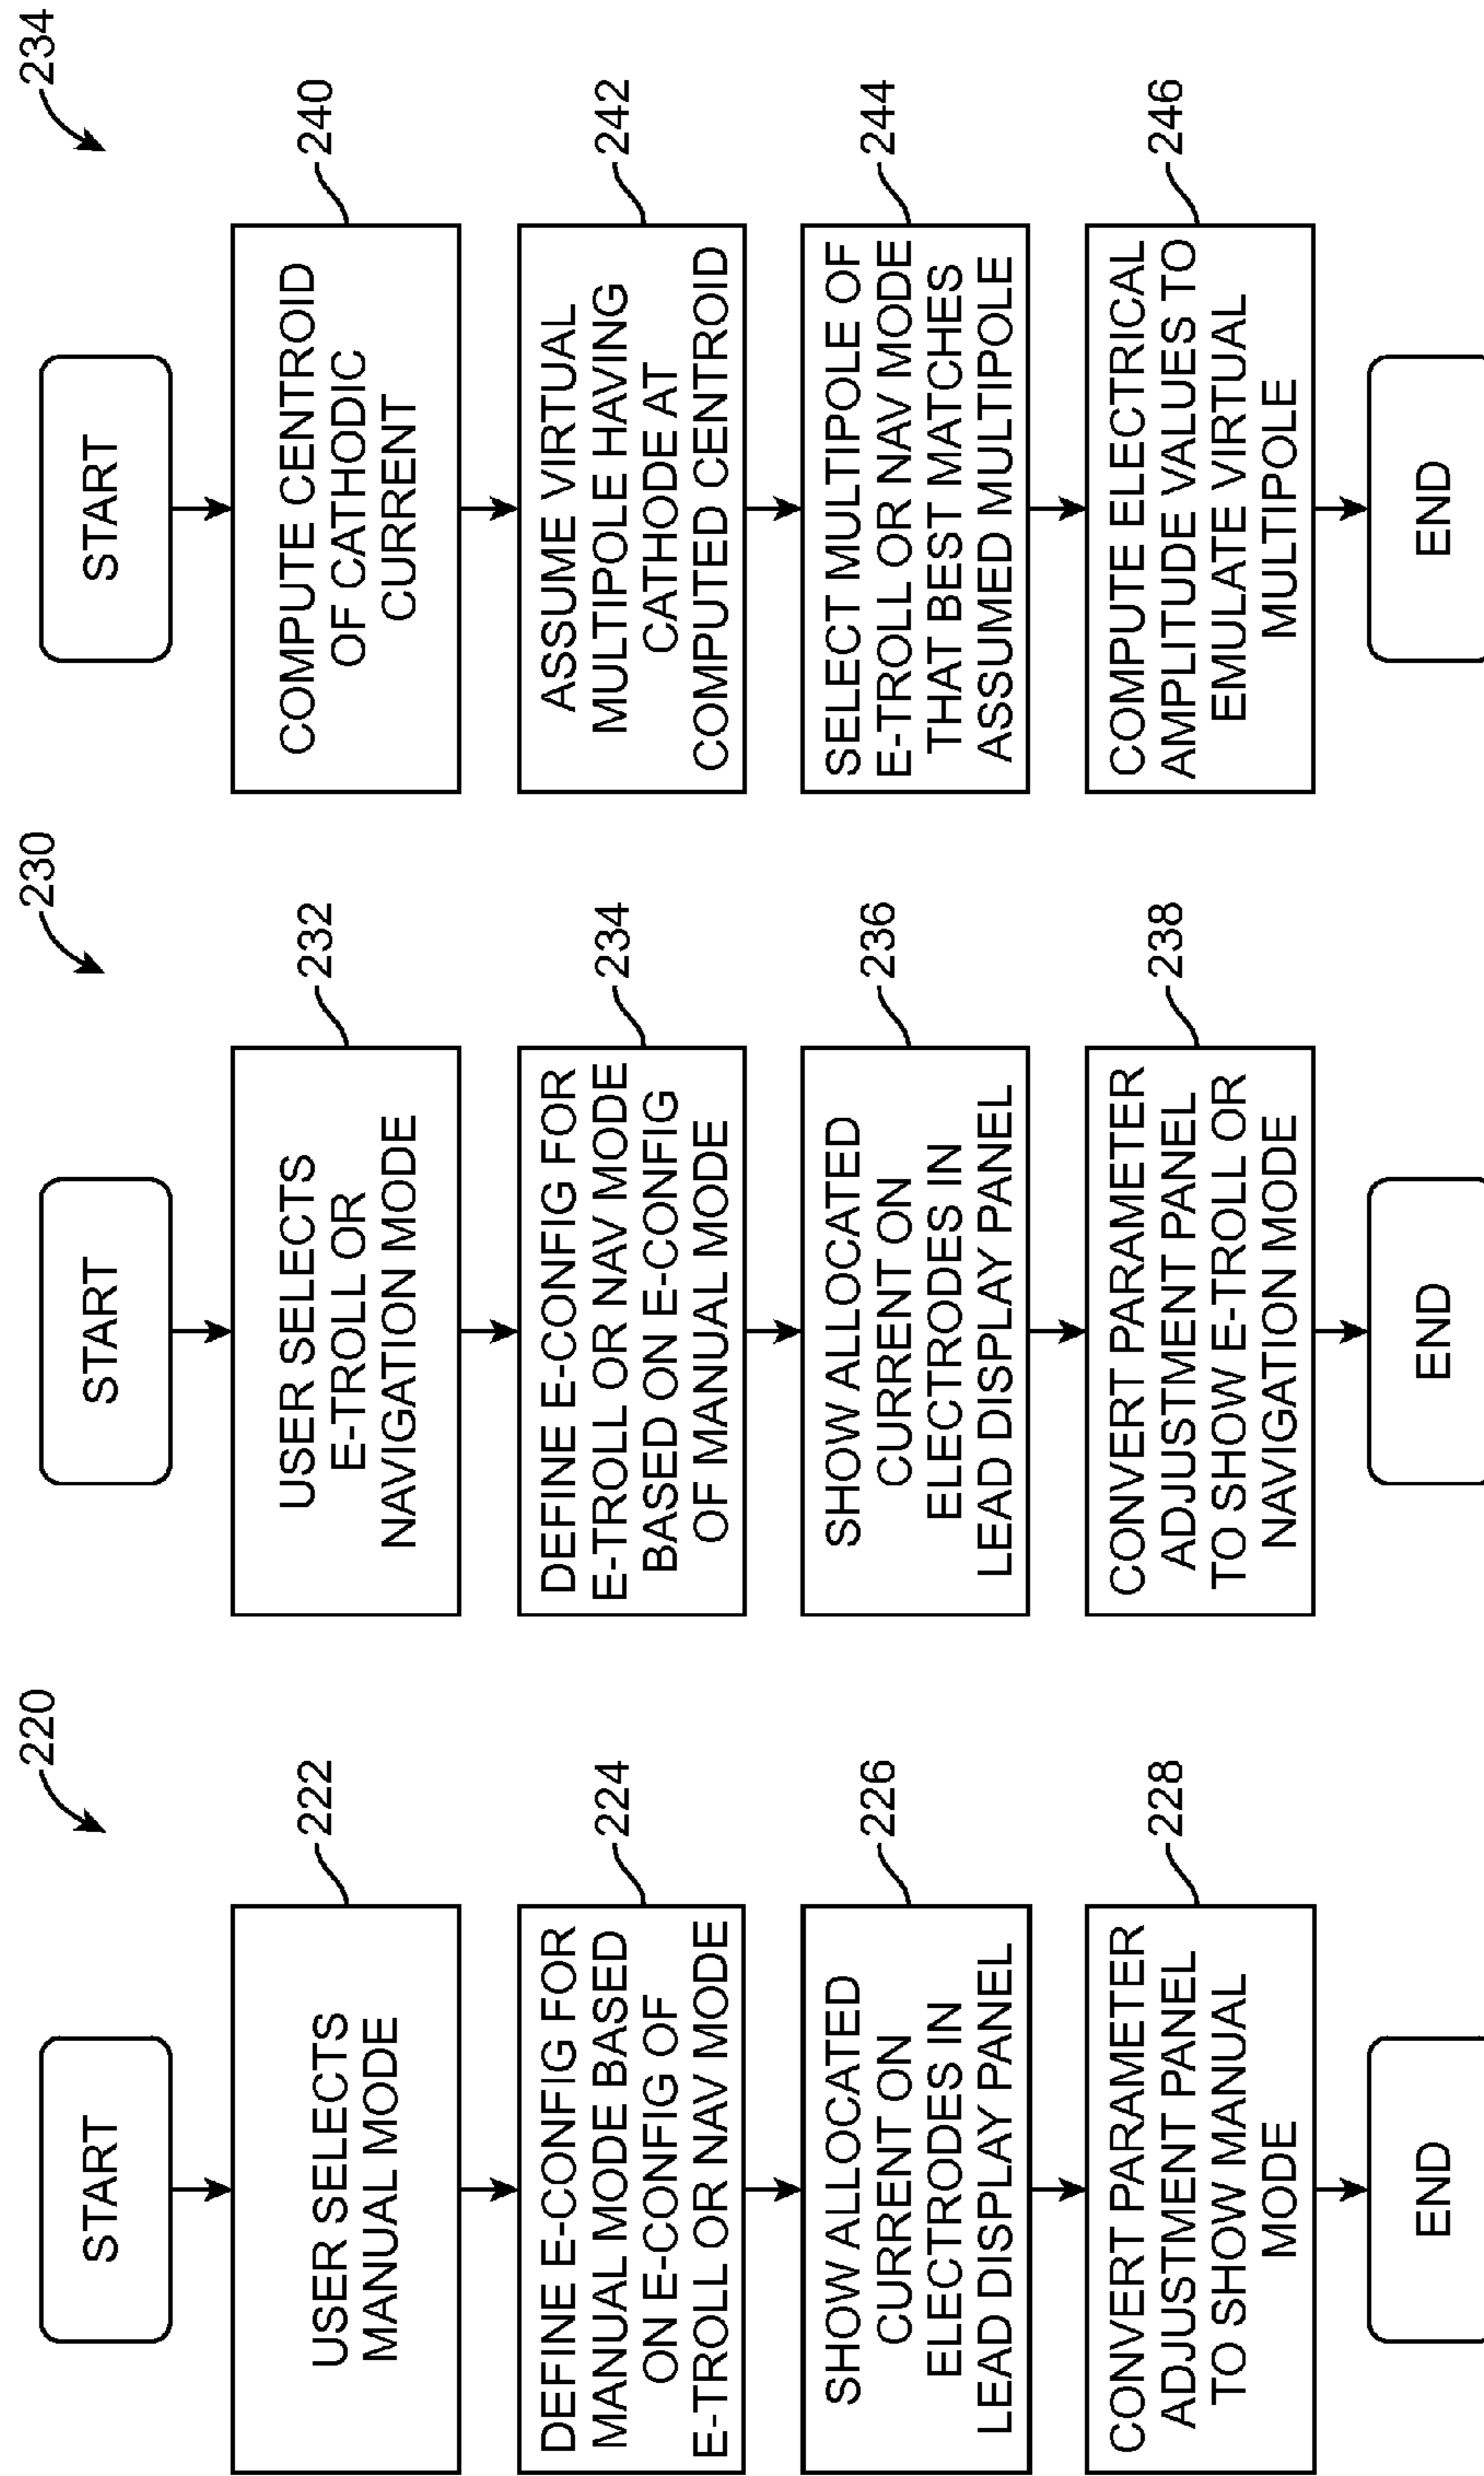 220
START
USER SELECTS
MANUAL MODE
222
DEFINE E-CONFIG FOR
MANUAL MODE BASED
ON E-CONFIG OF
E-TROLL OR NAV MODE
224
SHOW ALLOCATED
CURRENT ON
ELECTRODES IN
LEAD DISPLAY PANEL
226
CONVERT PARAMETER
ADJUSTMENT PANEL
TO SHOW MANUAL
MODE
228
END
230
START
USER SELECTS
E-TROLL OR
NAVIGATION MODE
232
DEFINE E-CONFIG FOR
E-TROLL OR NAV MODE
BASED ON E-CONFIG
OF MANUAL MODE
234
SHOW ALLOCATED
CURRENT ON
ELECTRODES IN
LEAD DISPLAY PANEL
236
CONVERT PARAMETER
ADJUSTMENT PANEL
TO SHOW E-TROLL OR
NAVIGATION MODE
238
END
234
START
COMPUTE CENTROID
OF CATHODIC
CURRENT
240
ASSUME VIRTUAL
MULTIPOLE HAVING
CATHODE AT
COMPUTED CENTROID
242
SELECT MULTIPOLE OF
E-TROLL OR NAV MODE
THAT BEST MATCHES
ASSUMED MULTIPOLE
244
COMPUTE ELECTRICAL
AMPLITUDE VALUES TO
EMULATE VIRTUAL
MULTIPOLE
246
END